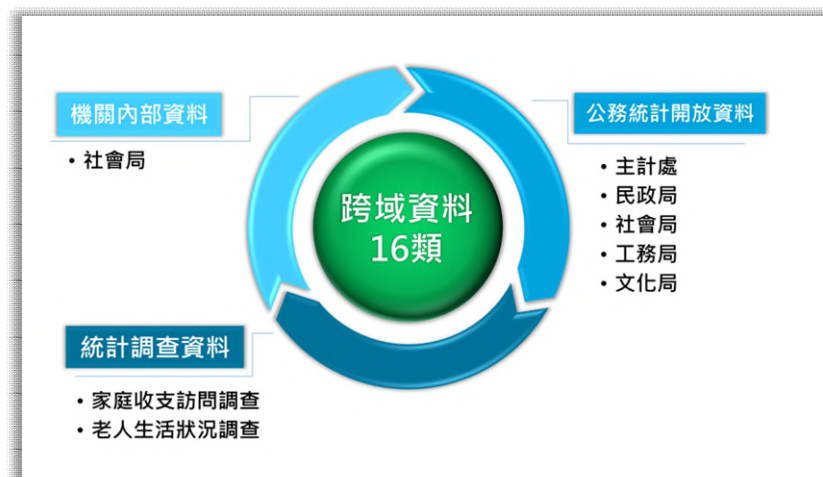 機關內部資料
• 社會局
跨域資料
16類
公務統計開放資料
• 主計處
• 民政局
• 社會局
• 工務局
• 文化局
統計調查資料
• 家庭收支訪問調查
• 老人生活狀況調查